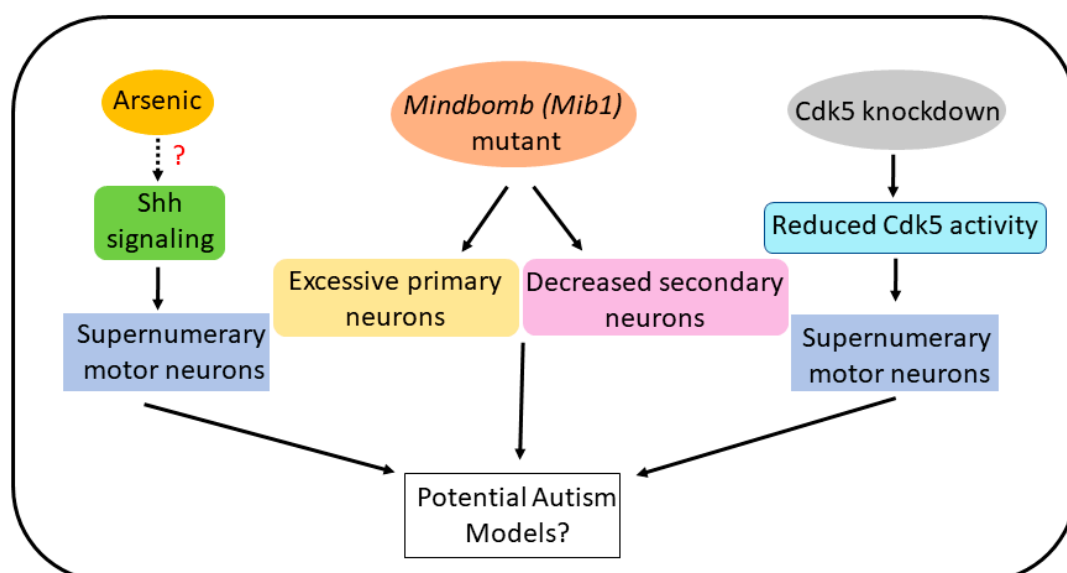 Arsenic
?
Shh
signaling
Supernumerary
motor neurons
Mindbomb (Mib1)
mutant
Excessive primary
neurons
Decreased secondary
neurons
Cdk5 knockdown
Reduced Cdk5 activity
Supernumerary
motor neurons
Potential Autism
Models?